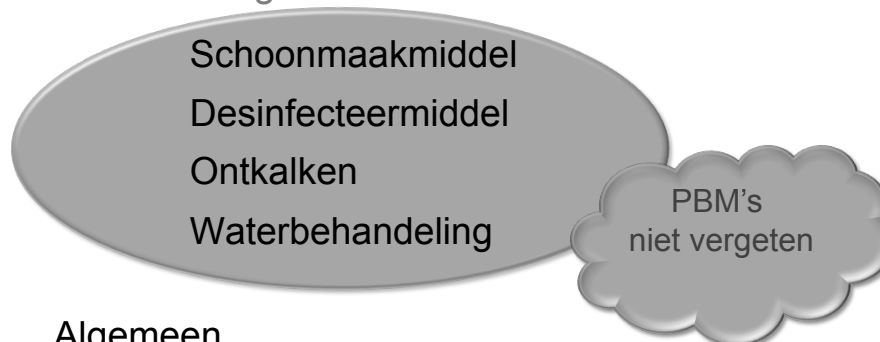 Schoonmaakmiddel
Desinfecteermiddel
Ontkalken
Waterbehandeling
PBM's
niet vergeten
Algemeen